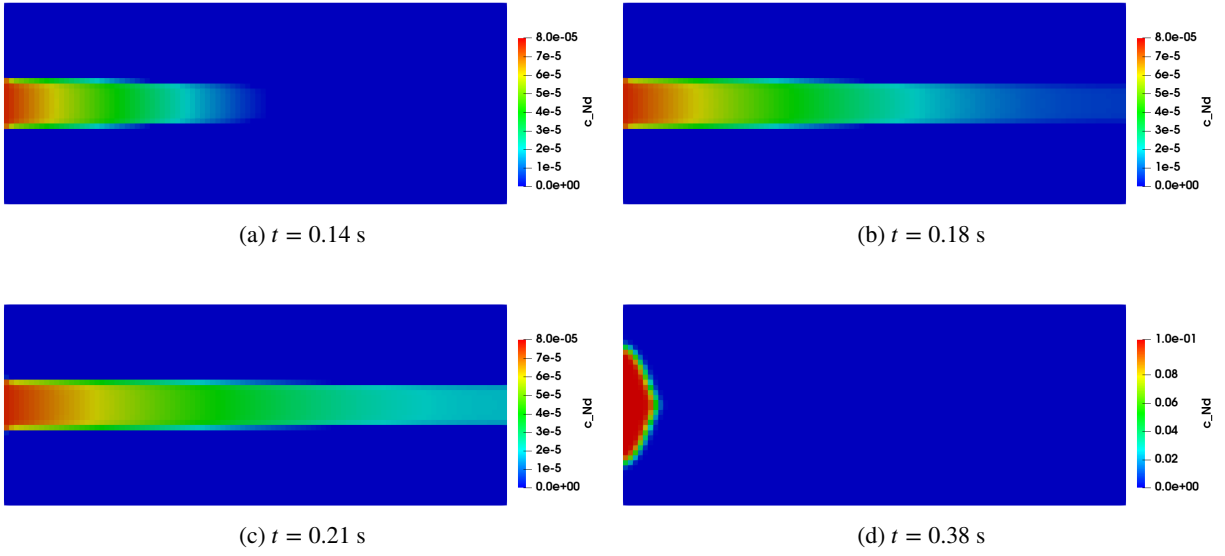 8.0e-05
7e-5
6e-5
5e-5
4e-5
3e-5
2e-5
1e-5
0.0e+00
c_Nd
8.0e-05
7e-5
6e-5
5e-5
4e-5
3e-5
2e-5
1e-5
0.0e+00
c_Nd
(a) t = 0.14 s
(b) t = 0.18 s
8.0e-05
7e-5
6e-5
5e-5
4e-5
3e-5
2e-5
1e-5
0.0e+00
c_Nd
1.0e-01
0.08
0.06
0.04
0.02
0.0e+00
c_Nd
(c) t = 0.21 s
(d) t = 0.38 s